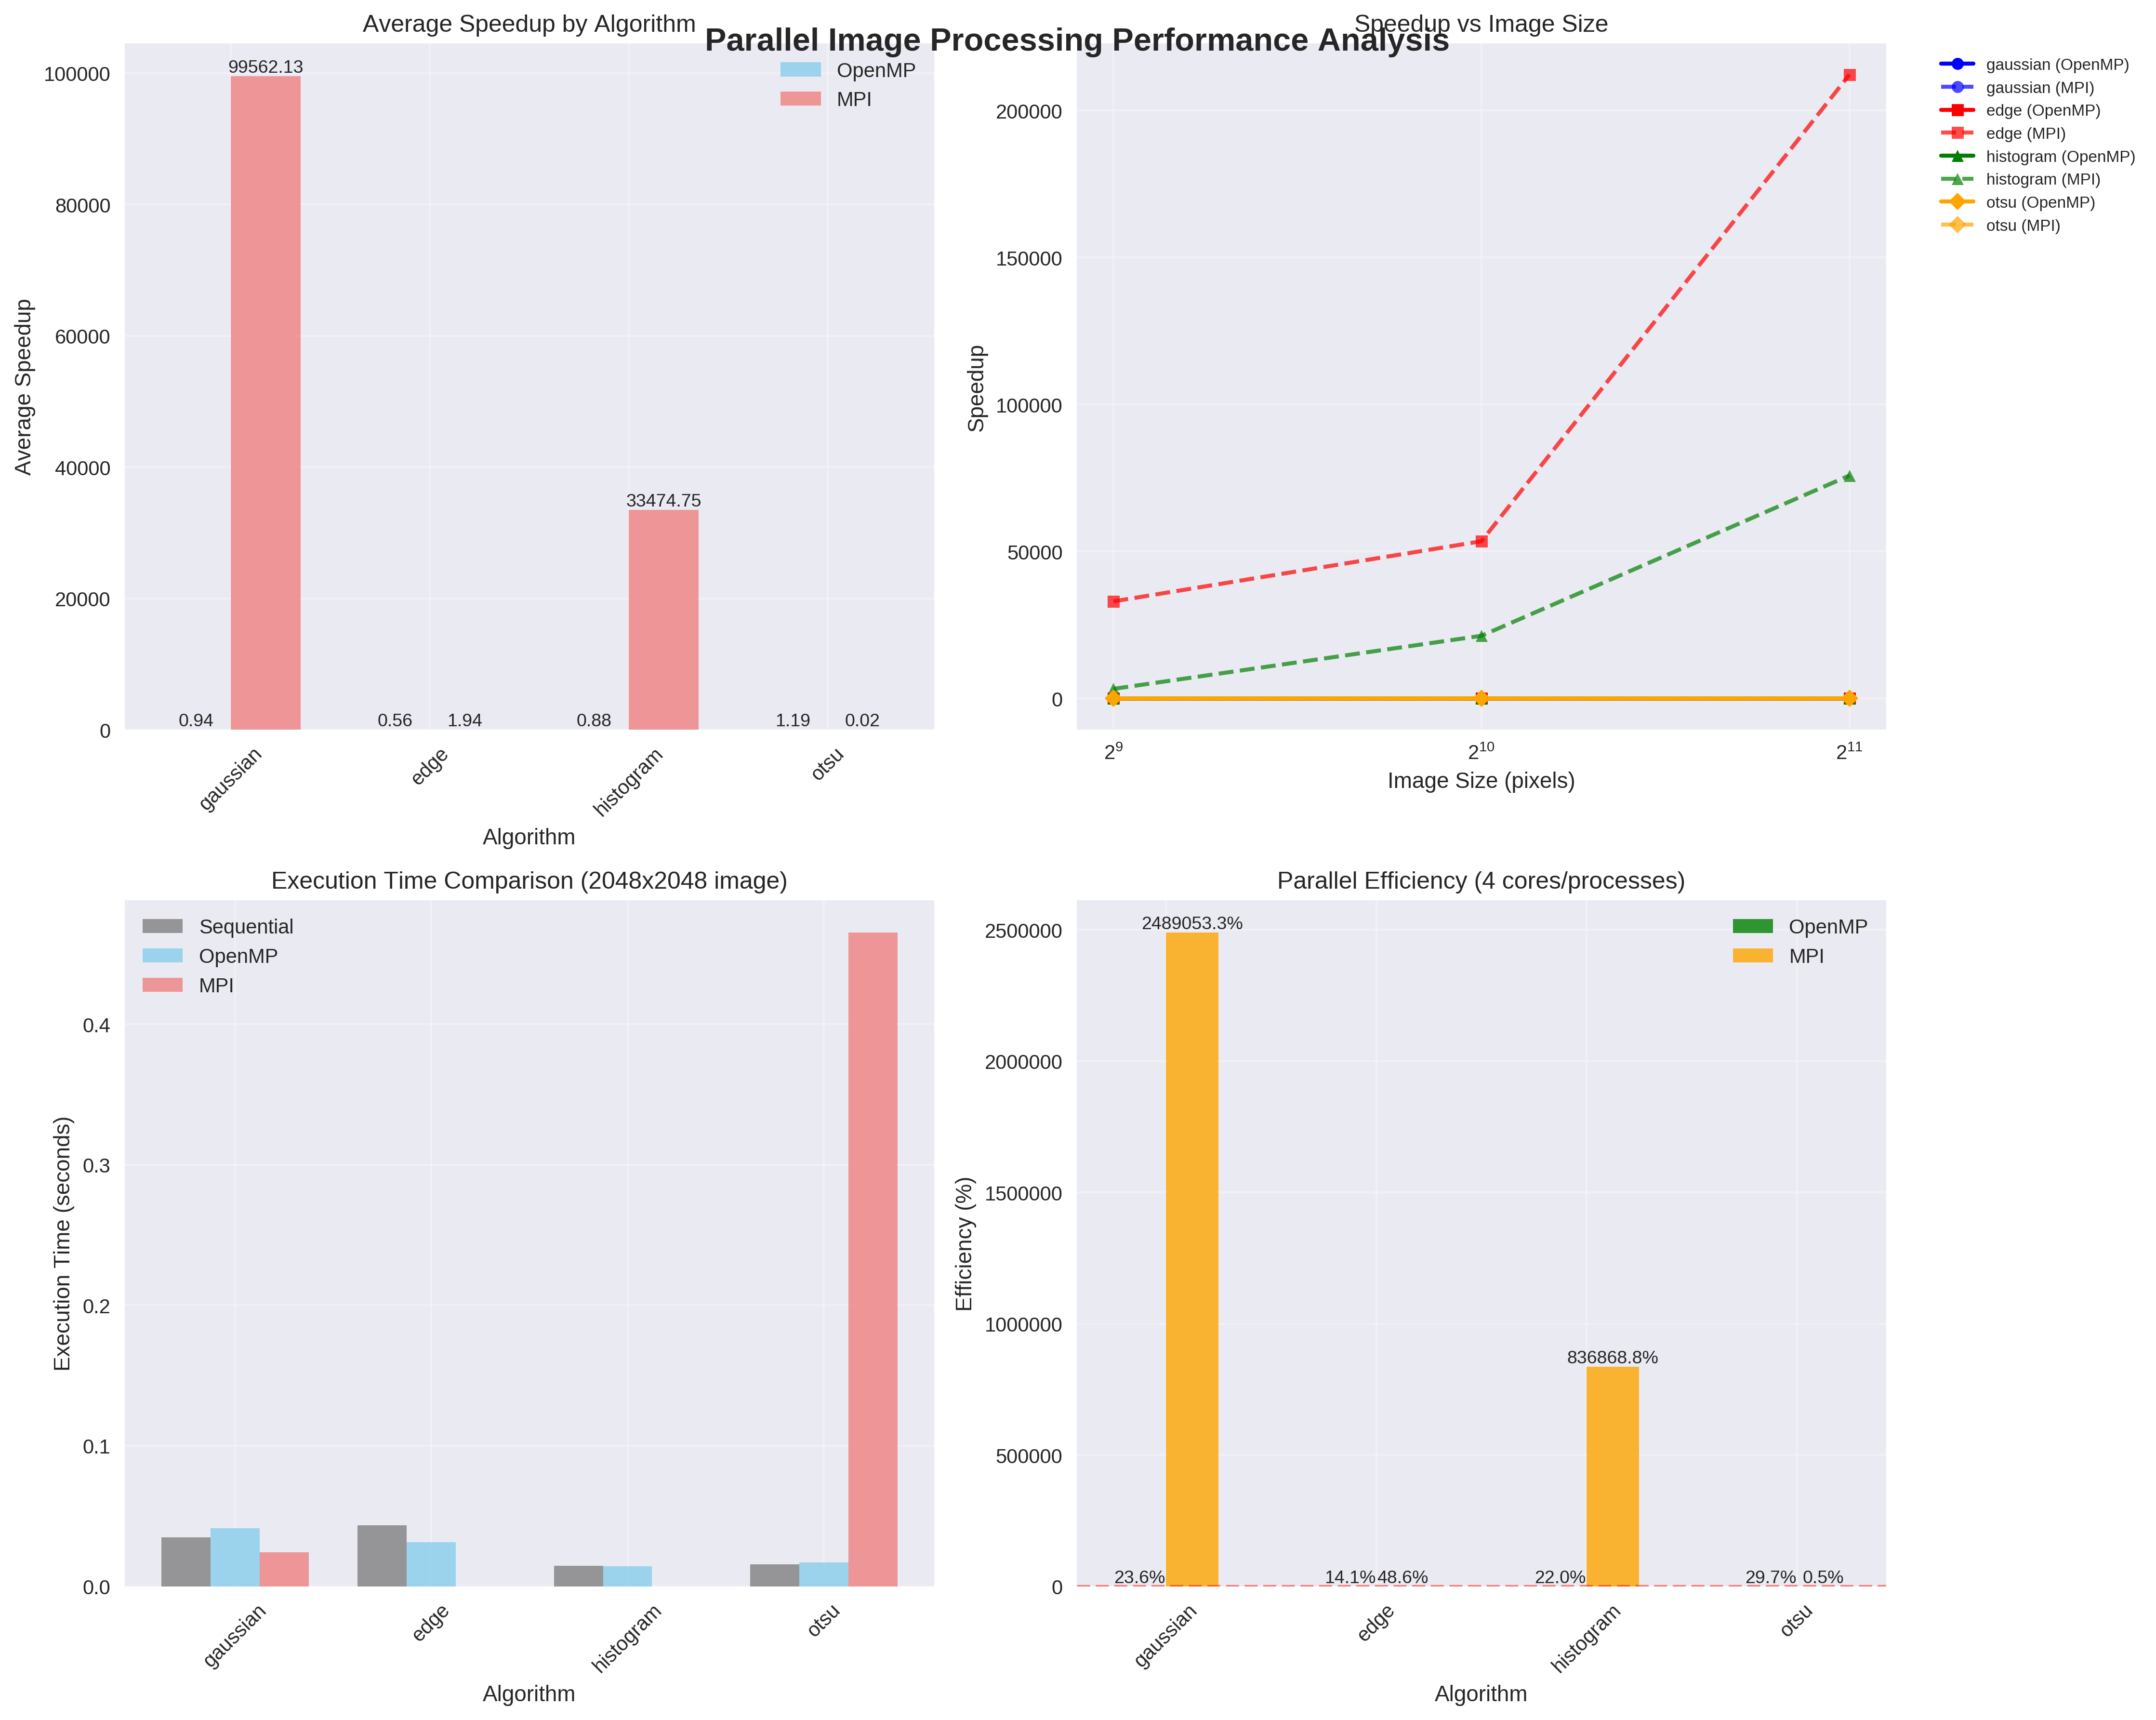 Parallel Image Processing Performance Analysis
Average Speedup by Algorithm
Average Speedup
100000
80000
60000
40000
20000
0
99562.13
33474.75
0.94
0.56
1.94
0.88
1.19
0.02
OpenMP
MPI
gaussian
edge
histogram
otsu
Algorithm
Speedup vs Image Size
Speedup
200000
150000
100000
50000
0
2⁹
2¹⁰
2¹¹
Image Size (pixels)
gaussian (OpenMP)
gaussian (MPI)
edge (OpenMP)
edge (MPI)
histogram (OpenMP)
histogram (MPI)
otsu (OpenMP)
otsu (MPI)
Execution Time Comparison (2048x2048 image)
Execution Time (seconds)
0.4
0.3
0.2
0.1
0.0
Sequential
OpenMP
MPI
gaussian
edge
histogram
otsu
Algorithm
Parallel Efficiency (4 cores/processes)
Efficiency (%)
2500000
2000000
1500000
1000000
500000
0
2489053.3%
836868.8%
23.6%
14.1%
48.6%
22.0%
29.7%
0.5%
OpenMP
MPI
gaussian
edge
histogram
otsu
Algorithm